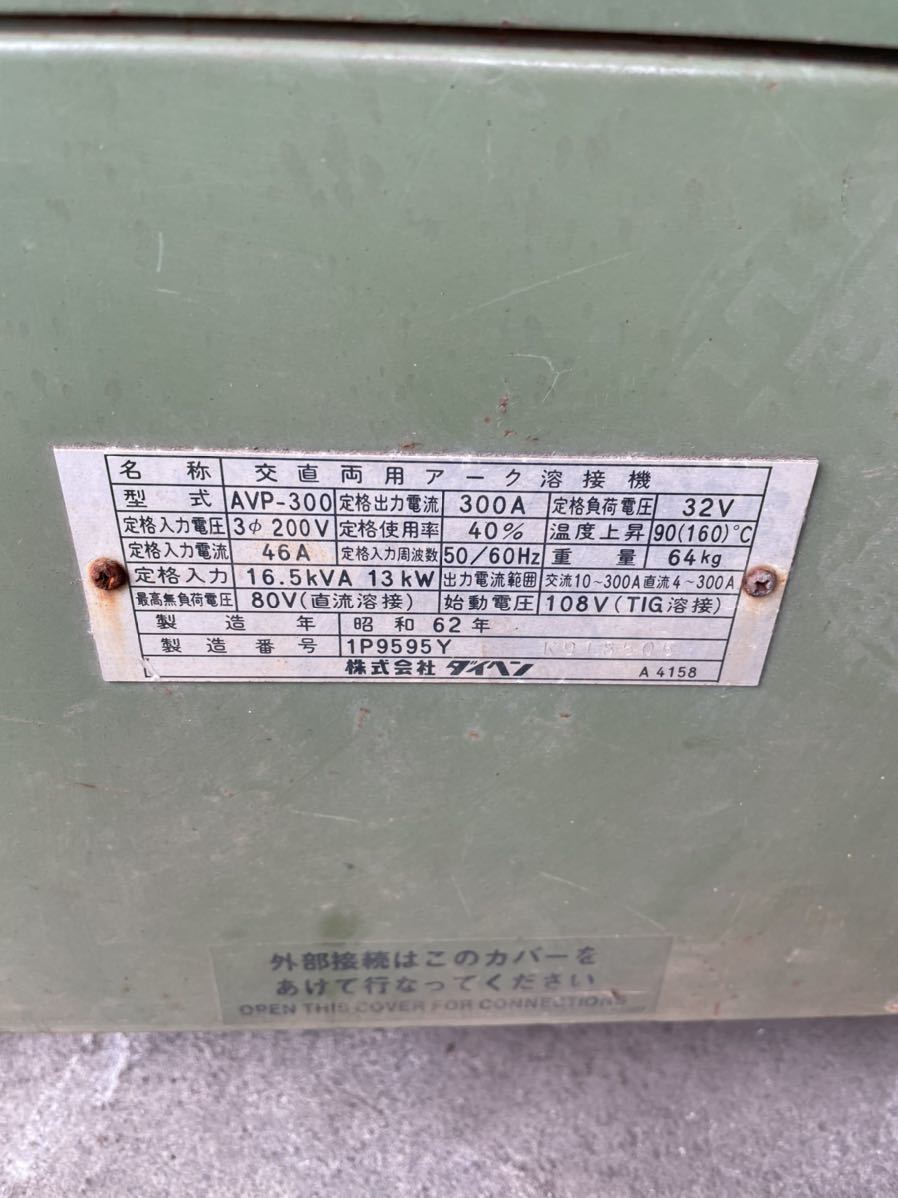 名称 交直両用アーク溶接機
型式 AVP-300 定格出力電流 300A 定格負荷電圧 32V
定格入力電圧 3φ 200V 定格使用率 40% 温度上昇 90(160)°C
定格入力電流 46A 定格入力周波数 50/60Hz 重量 64kg
定格入力 16.5kVA 13kW 出力電流範囲 交流10~300A直流4~300A
最高無負荷電圧 80V(直流溶接) 始動電圧 108V(TIG溶接)
製造年 昭和62年
製造番号 1P9595Y
株式会社ダイヘン A 4158
外部接続はこのカバーを
あけて行なってください
OPEN THIS COVER FOR CONNECTIONS